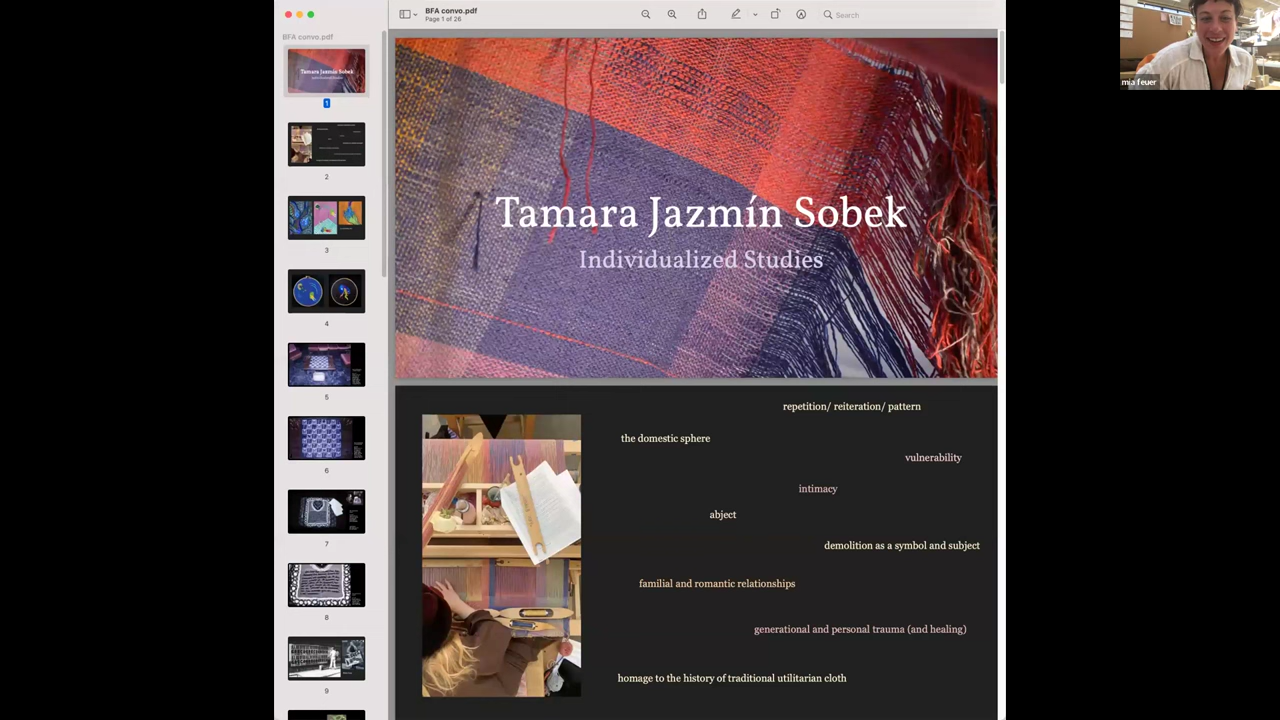 BFA convo.pdf
Page 1 of 26
Search
BFA convo.pdf
Tamara Jazmín Sobek
1
2
3
4
5
6
7
8
9
Tamara Jazmín Sobek
Individualized Studies
repetition/ reiteration/ pattern
the domestic sphere
vulnerability
intimacy
abject
demolition as a symbol and subject
familial and romantic relationships
generational and personal trauma (and healing)
homage to the history of traditional utilitarian cloth
mia feuer